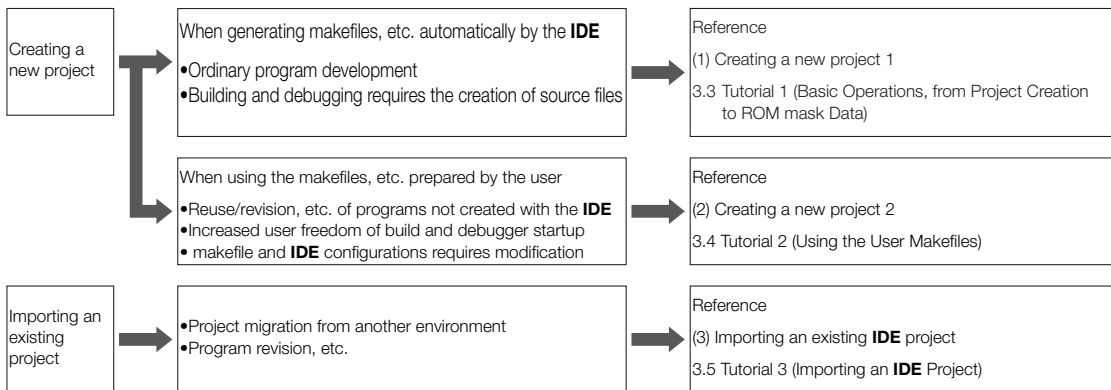 Creating a
new project
When generating makefiles, etc. automatically by the IDE
•Ordinary program development
•Building and debugging requires the creation of source files
Reference
(1) Creating a new project 1
3.3 Tutorial 1 (Basic Operations, from Project Creation
to ROM mask Data)
When using the makefiles, etc. prepared by the user
•Reuse/revision, etc. of programs not created with the IDE
•Increased user freedom of build and debugger startup
• makefile and IDE configurations requires modification
Reference
(2) Creating a new project 2
3.4 Tutorial 2 (Using the User Makefiles)
Importing an
existing
project
•Project migration from another environment
•Program revision, etc.
Reference
(3) Importing an existing IDE project
3.5 Tutorial 3 (Importing an IDE Project)